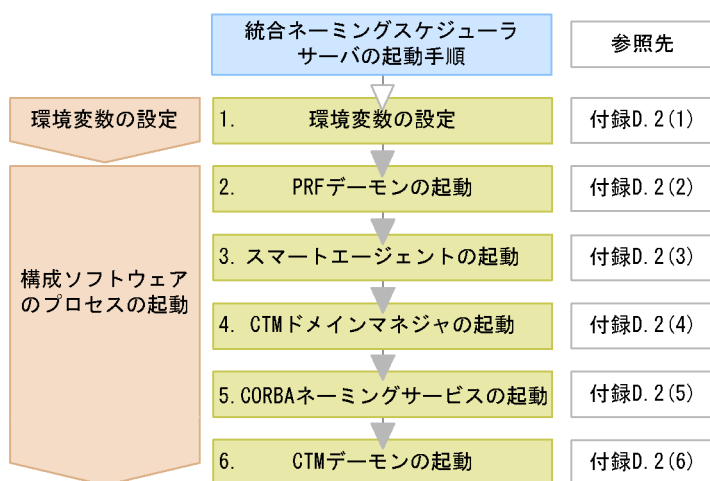 統合ネーミングスケジューラ
サーバの起動手順
参照先
環境変数の設定
1. 環境変数の設定
付録D.2(1)
構成ソフトウェア
のプロセスの起動
2. PRFデーモンの起動
付録D.2(2)
3. スマートエージェントの起動
付録D.2(3)
4. CTMドメインマネジャの起動
付録D.2(4)
5. CORBAネーミングサービスの起動
付録D.2(5)
6. CTMデーモンの起動
付録D.2(6)